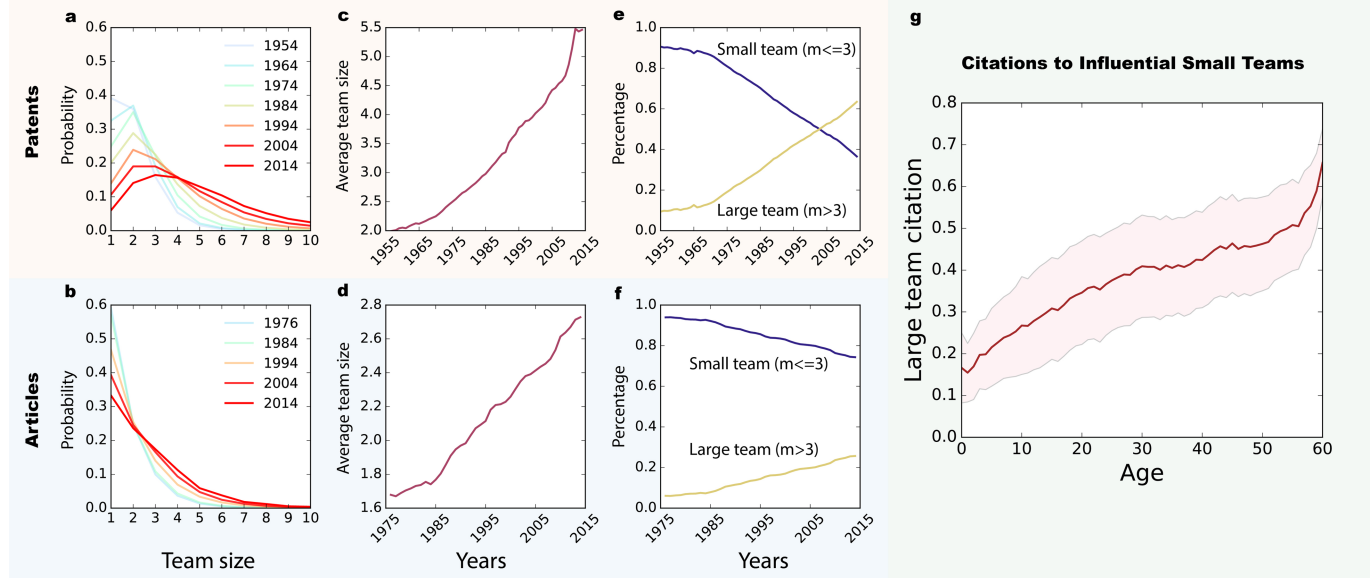 a
Patents
Probability
0.6
0.5
0.4
0.3
0.2
0.1
0.0
1 2 3 4 5 6 7 8 9 10
1954
1964
1974
1984
1994
2004
2014
c
Average team size
5.5
5.0
4.5
4.0
3.5
3.0
2.5
2.0
1955 1965 1975 1985 1995 2005 2015
e
Percentage
1.0
0.8
0.6
0.4
0.2
0.0
Small team (m<=3)
Large team (m>3)
1955 1965 1975 1985 1995 2005 2015
b
Articles
Probability
0.6
0.5
0.4
0.3
0.2
0.1
0.0
1 2 3 4 5 6 7 8 9 10
1976
1984
1994
2004
2014
Team size
d
Average team size
2.8
2.6
2.4
2.2
2.0
1.8
1.6
1975 1985 1995 2005 2015
Years
f
Percentage
1.0
0.8
0.6
0.4
0.2
0.0
Small team (m<=3)
Large team (m>3)
1975 1985 1995 2005 2015
Years
g
Citations to Influential Small Teams
Large team citation
0.8
0.7
0.6
0.5
0.4
0.3
0.2
0.1
0.0
0 10 20 30 40 50 60
Age